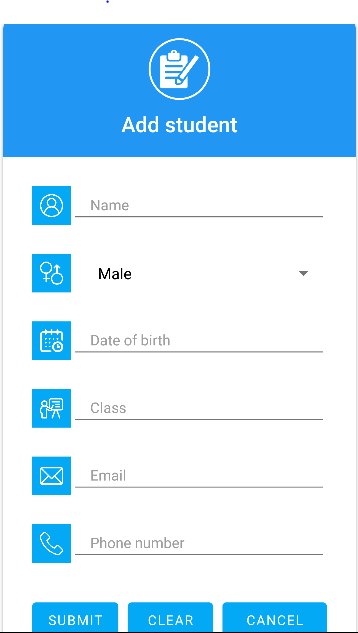 Add student
Name
Male
Date of birth
Class
Email
Phone number
SUBMIT CLEAR CANCEL